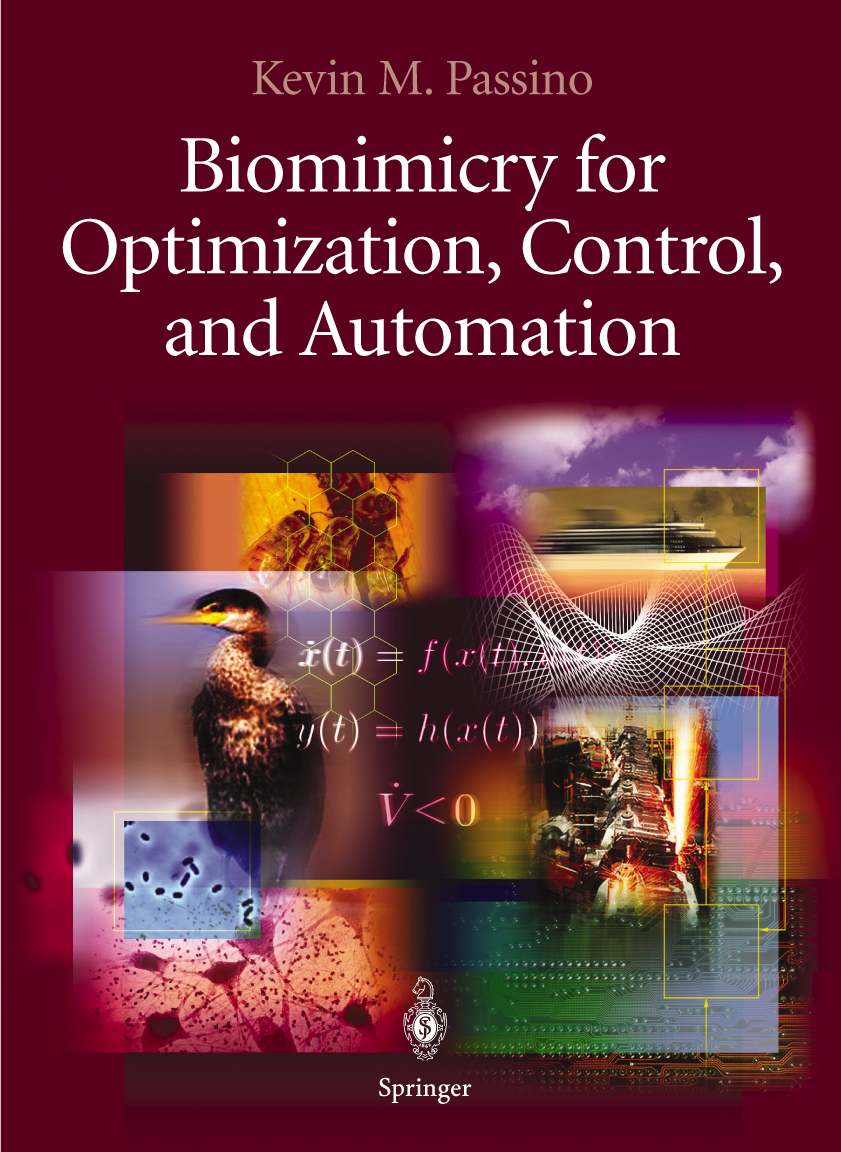 Kevin M. Passino
Biomimicry for
Optimization, Control,
and Automation
ẋ(t) = f(x(t),
y(t) = h(x(t))
V̇<0
Springer